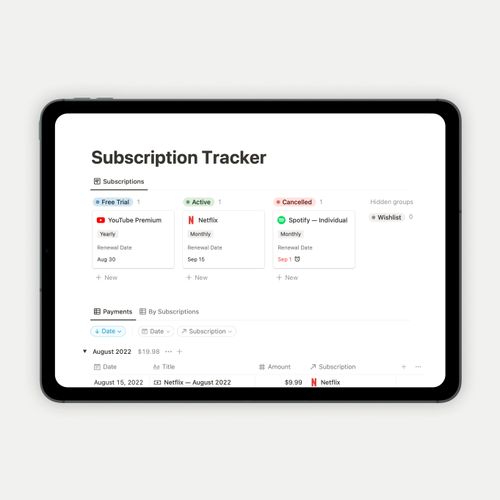 Subscription Tracker
Subscriptions
Free Trial 1
Active 1
Cancelled 1
Hidden groups
YouTube Premium
Netflix
Spotify — Individual
Wishlist 0
Yearly
Monthly
Monthly
Renewal Date
Renewal Date
Renewal Date
Aug 30
Sep 15
Sep 1
+ New
+ New
+ New
Payments
By Subscriptions
Date
Date
Subscription
August 2022 $19.98 ... +
Date
Aa Title
# Amount
Subscription
+ ...
August 15, 2022
Netflix — August 2022
$9.99
Netflix